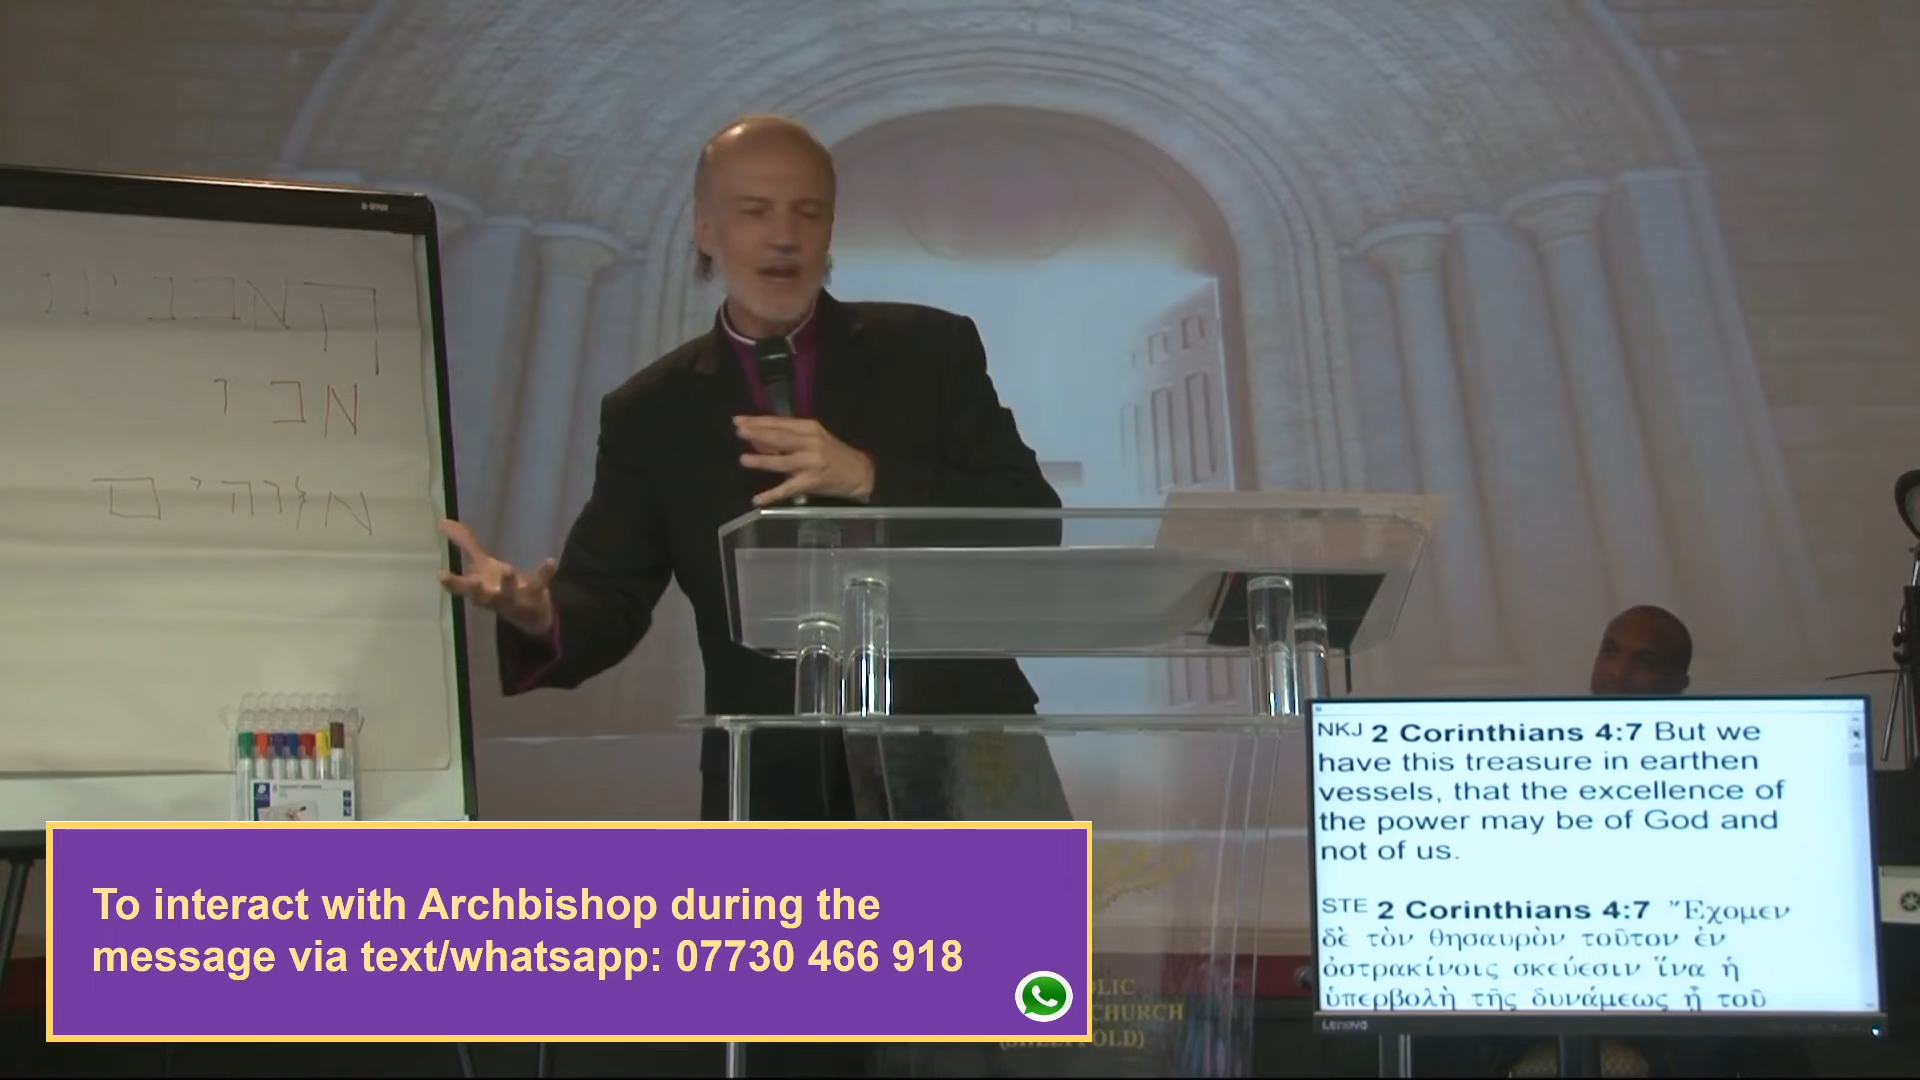 אבי
אלהים
NKJ 2 Corinthians 4:7 But we
have this treasure in earthen
vessels, that the excellence of
the power may be of God and
not of us.
STE 2 Corinthians 4:7 Ἔχομεν
δὲ τὸν θησαυρὸν τοῦτον ἐν
ὀστρακίνοις σκεύεσιν ἵνα ἡ
ὑπερβολὴ τῆς δυνάμεως ᾖ τοῦ
Lenovo
To interact with Archbishop during the
message via text/whatsapp: 07730 466 918
CHURCH